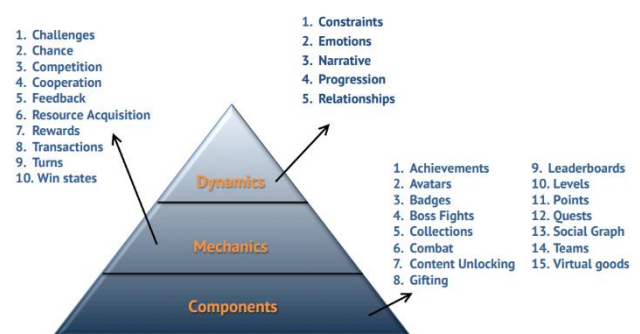 1. Challenges
2. Chance
3. Competition
4. Cooperation
5. Feedback
6. Resource Acquisition
7. Rewards
8. Transactions
9. Turns
10. Win states
1. Constraints
2. Emotions
3. Narrative
4. Progression
5. Relationships
Dynamics
Mechanics
Components
1. Achievements
2. Avatars
3. Badges
4. Boss Fights
5. Collections
6. Combat
7. Content Unlocking
8. Gifting
9. Leaderboards
10. Levels
11. Points
12. Quests
13. Social Graph
14. Teams
15. Virtual goods